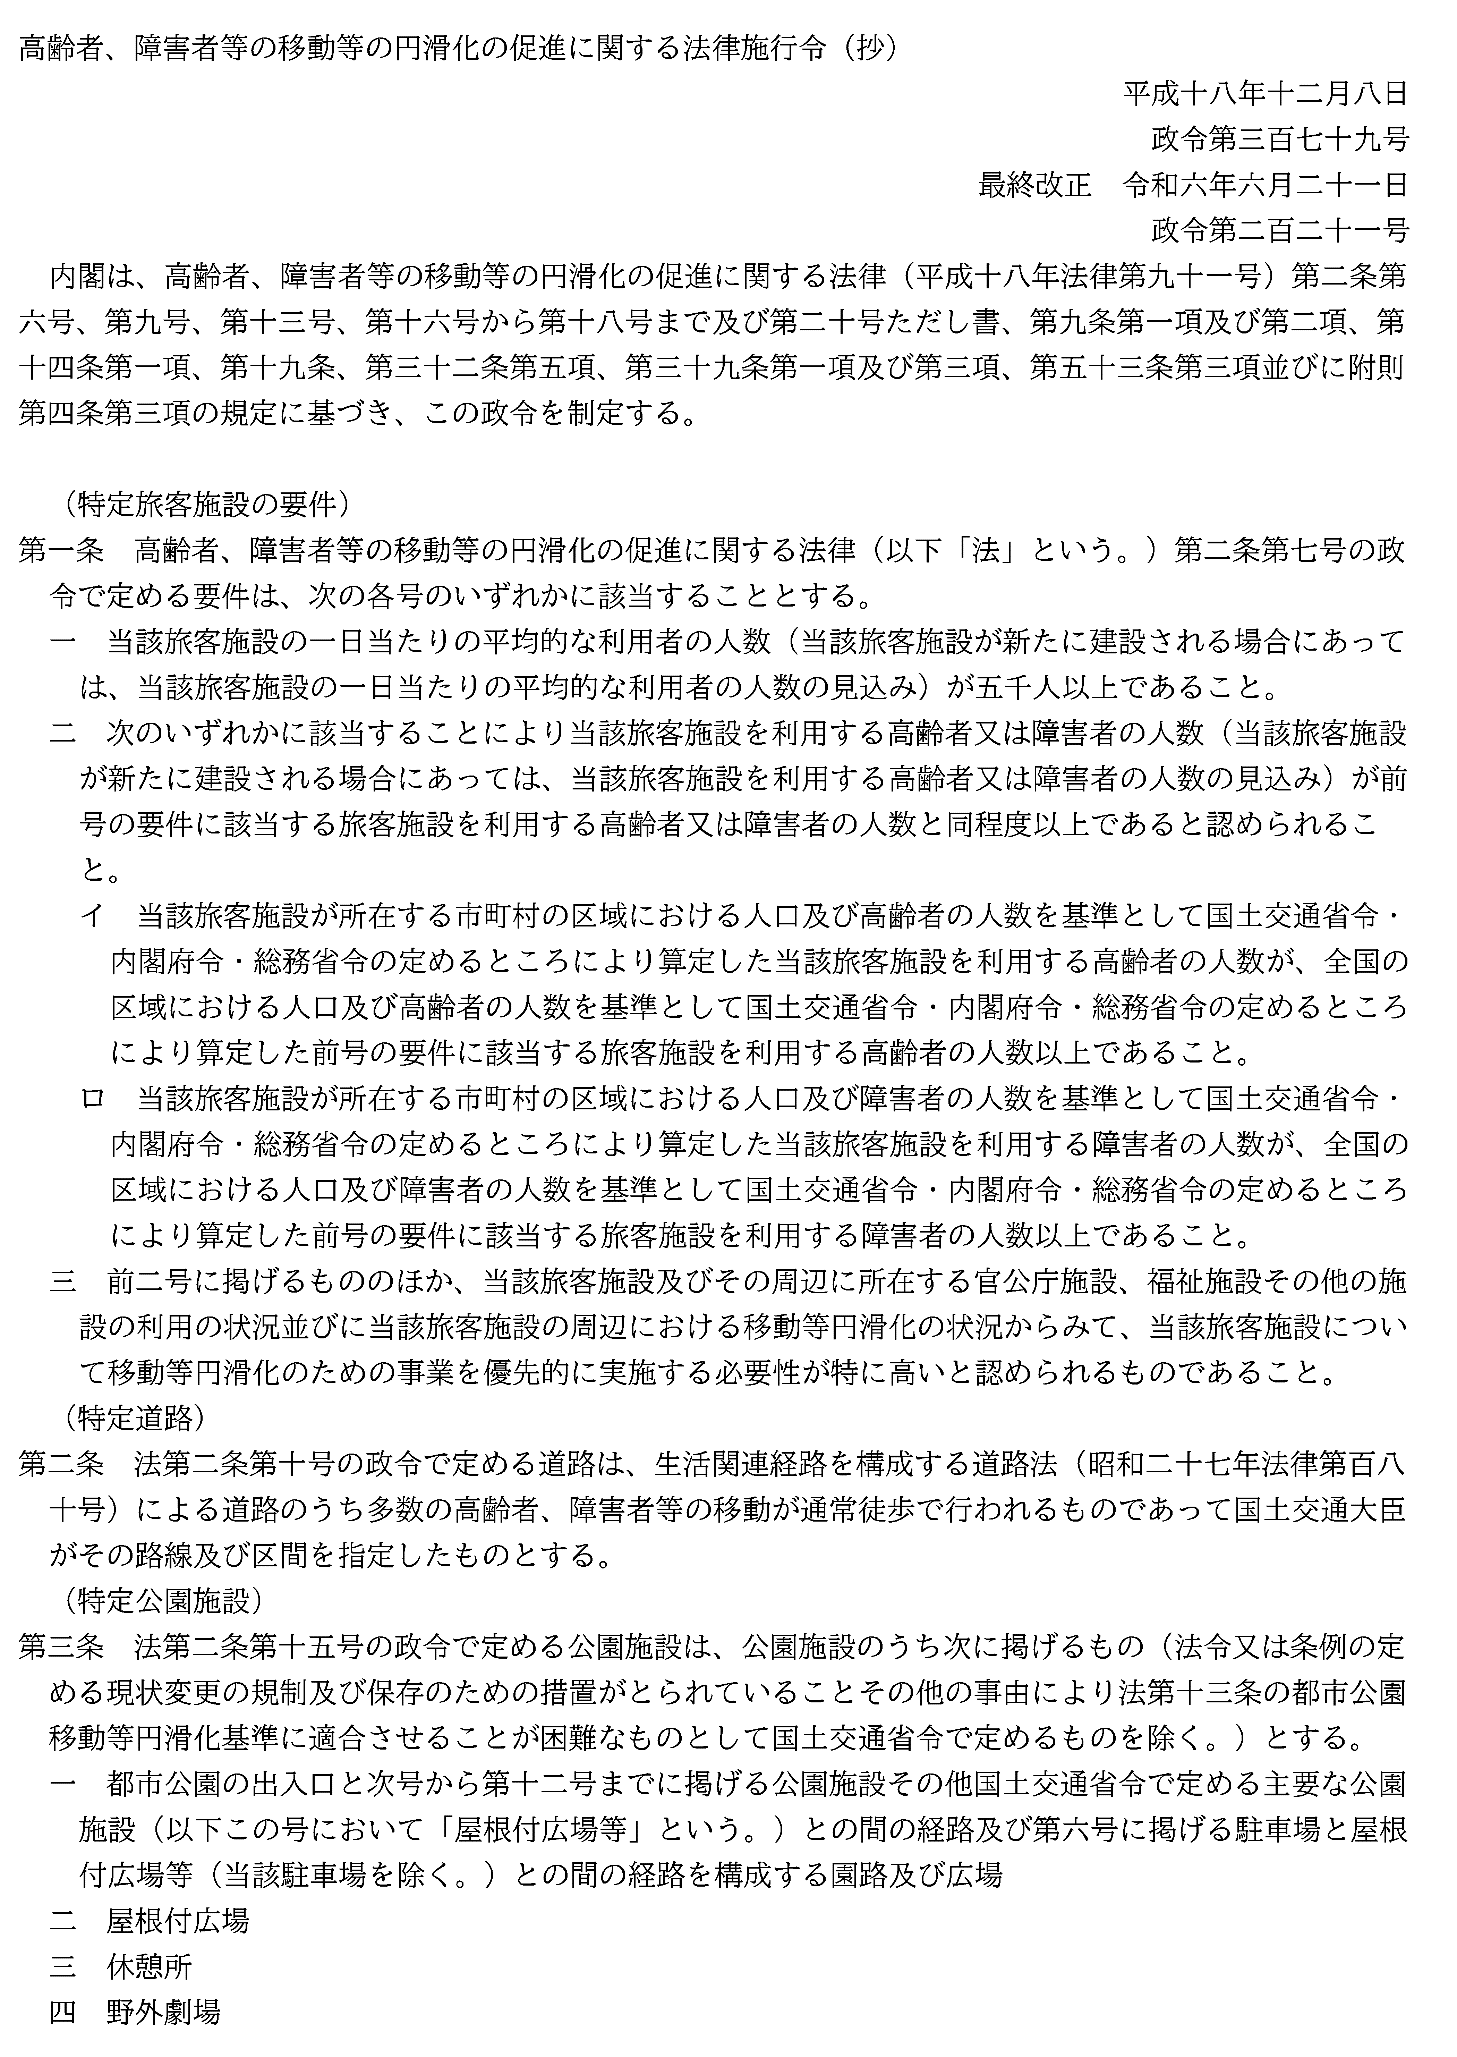 高齢者、障害者等の移動等の円滑化の促進に関する法律施行令（抄）
平成十八年十二月八日
政令第三百七十九号
最終改正　令和六年六月二十一日
政令第二百二十一号
内閣は、高齢者、障害者等の移動等の円滑化の促進に関する法律（平成十八年法律第九十一号）第二条第
六号、第九号、第十三号、第十六号から第十八号まで及び第二十号ただし書、第九条第一項及び第二項、第
十四条第一項、第十九条、第三十二条第五項、第三十九条第一項及び第三項、第五十三条第三項並びに附則
第四条第三項の規定に基づき、この政令を制定する。
（特定旅客施設の要件）
第一条　高齢者、障害者等の移動等の円滑化の促進に関する法律（以下「法」という。）第二条第七号の政
令で定める要件は、次の各号のいずれかに該当することとする。
一　当該旅客施設の一日当たりの平均的な利用者の人数（当該旅客施設が新たに建設される場合にあって
は、当該旅客施設の一日当たりの平均的な利用者の人数の見込み）が五千人以上であること。
二　次のいずれかに該当することにより当該旅客施設を利用する高齢者又は障害者の人数（当該旅客施設
が新たに建設される場合にあっては、当該旅客施設を利用する高齢者又は障害者の人数の見込み）が前
号の要件に該当する旅客施設を利用する高齢者又は障害者の人数と同程度以上であると認められるこ
と。
イ　当該旅客施設が所在する市町村の区域における人口及び高齢者の人数を基準として国土交通省令・
内閣府令・総務省令の定めるところにより算定した当該旅客施設を利用する高齢者の人数が、全国の
区域における人口及び高齢者の人数を基準として国土交通省令・内閣府令・総務省令の定めるところ
により算定した前号の要件に該当する旅客施設を利用する高齢者の人数以上であること。
ロ　当該旅客施設が所在する市町村の区域における人口及び障害者の人数を基準として国土交通省令・
内閣府令・総務省令の定めるところにより算定した当該旅客施設を利用する障害者の人数が、全国の
区域における人口及び障害者の人数を基準として国土交通省令・内閣府令・総務省令の定めるところ
により算定した前号の要件に該当する旅客施設を利用する障害者の人数以上であること。
三　前二号に掲げるもののほか、当該旅客施設及びその周辺に所在する官公庁施設、福祉施設その他の施
設の利用の状況並びに当該旅客施設の周辺における移動等円滑化の状況からみて、当該旅客施設につい
て移動等円滑化のための事業を優先的に実施する必要性が特に高いと認められるものであること。
（特定道路）
第二条　法第二条第十号の政令で定める道路は、生活関連経路を構成する道路法（昭和二十七年法律第百八
十号）による道路のうち多数の高齢者、障害者等の移動が通常徒歩で行われるものであって国土交通大臣
がその路線及び区間を指定したものとする。
（特定公園施設）
第三条　法第二条第十五号の政令で定める公園施設は、公園施設のうち次に掲げるもの（法令又は条例の定
める現状変更の規制及び保存のための措置がとられていることその他の事由により法第十三条の都市公園
移動等円滑化基準に適合させることが困難なものとして国土交通省令で定めるものを除く。）とする。
一　都市公園の出入口と次号から第十二号までに掲げる公園施設その他国土交通省令で定める主要な公園
施設（以下この号において「屋根付広場等」という。）との間の経路及び第六号に掲げる駐車場と屋根
付広場等（当該駐車場を除く。）との間の経路を構成する園路及び広場
二　屋根付広場
三　休憩所
四　野外劇場